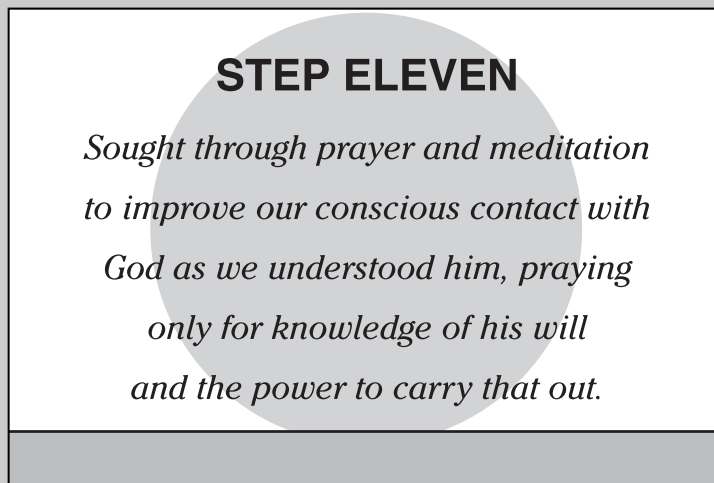 STEP ELEVEN
Sought through prayer and meditation
to improve our conscious contact with
God as we understood him, praying
only for knowledge of his will
and the power to carry that out.